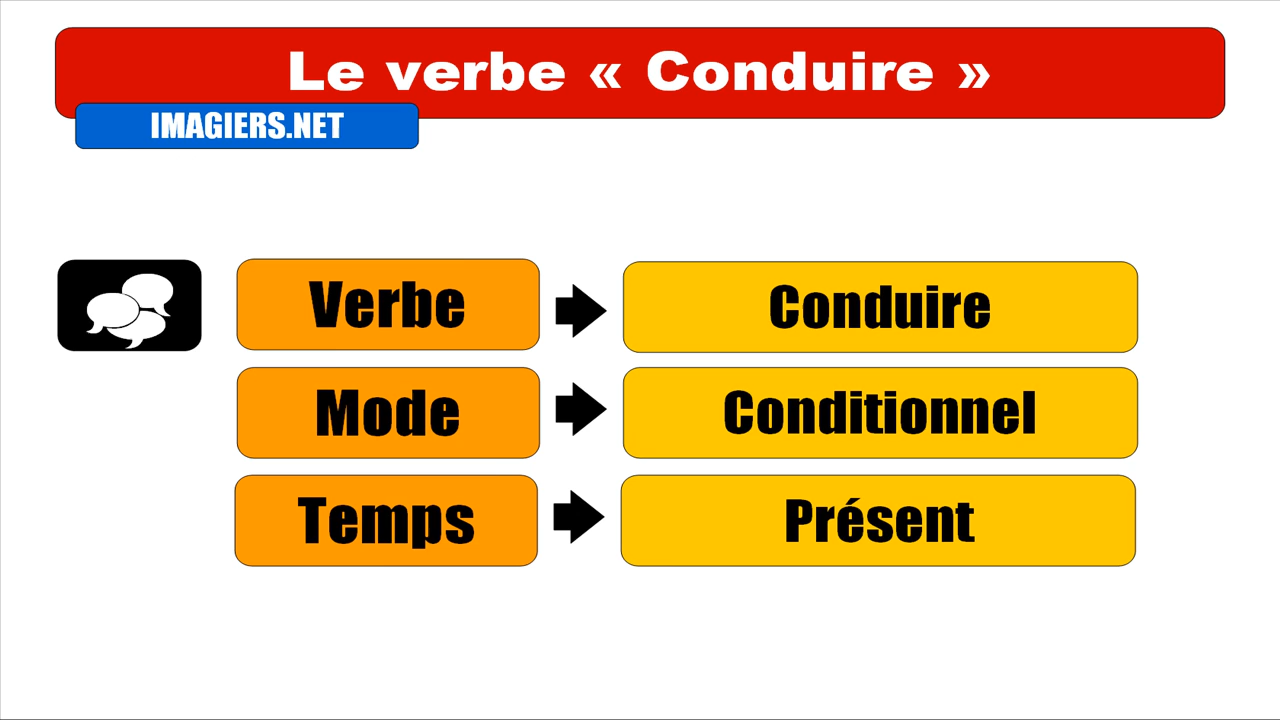 Le verbe « Conduire »
IMAGIERS.NET
Verbe Conduire
Mode Conditionnel
Temps Présent